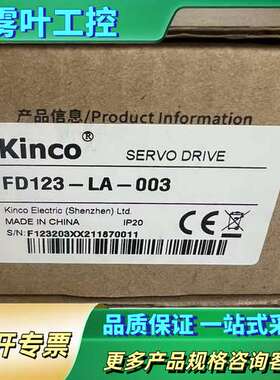 雾叶工控
产品信息/Product Information
Kinco® SERVO DRIVE
FD123-LA-003
Kinco Electric (Shenzhen) Ltd.
MADE IN CHINA IP20
S/N: F123203XX211870011
CE
品质保证 一站式采
开专票
更多产品规格咨询客